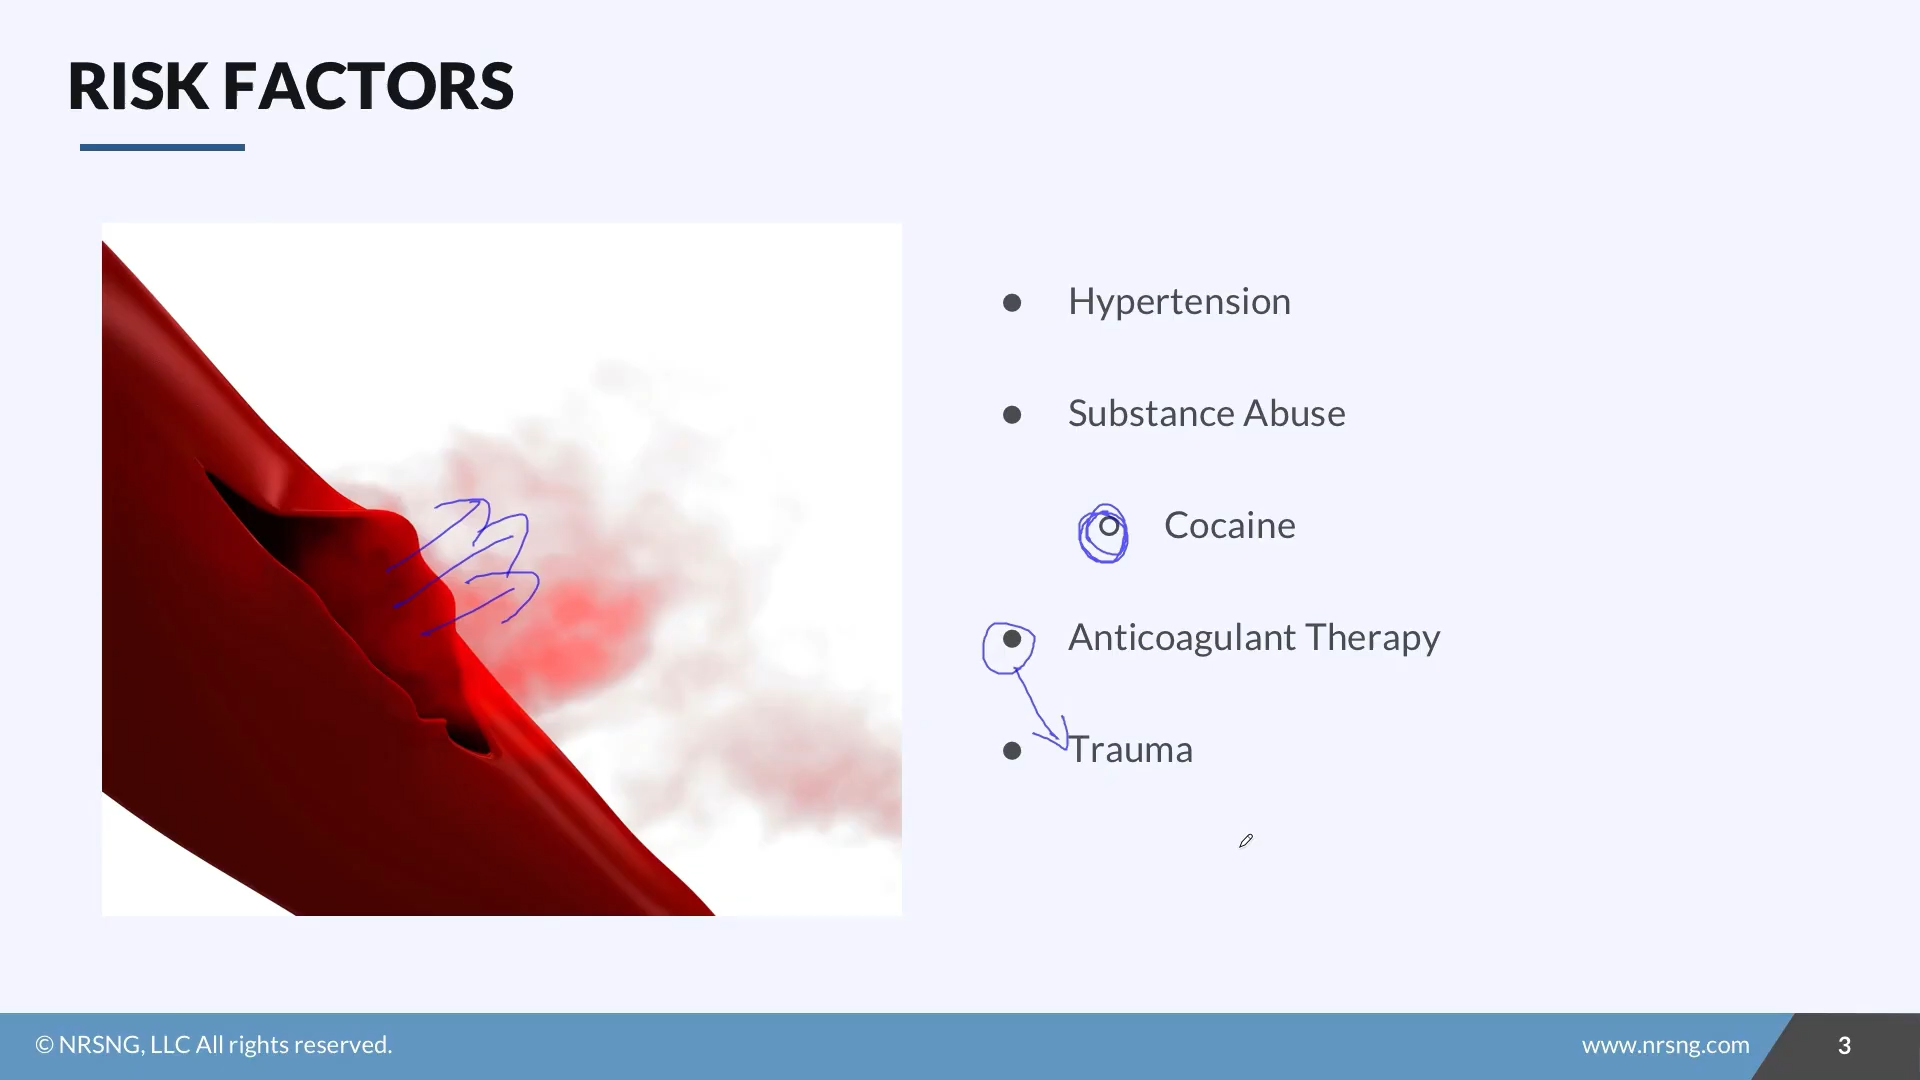 RISK FACTORS
● Hypertension
● Substance Abuse
○ Cocaine
● Anticoagulant Therapy
● Trauma
© NRSNG, LLC All rights reserved.
www.nrsng.com
3